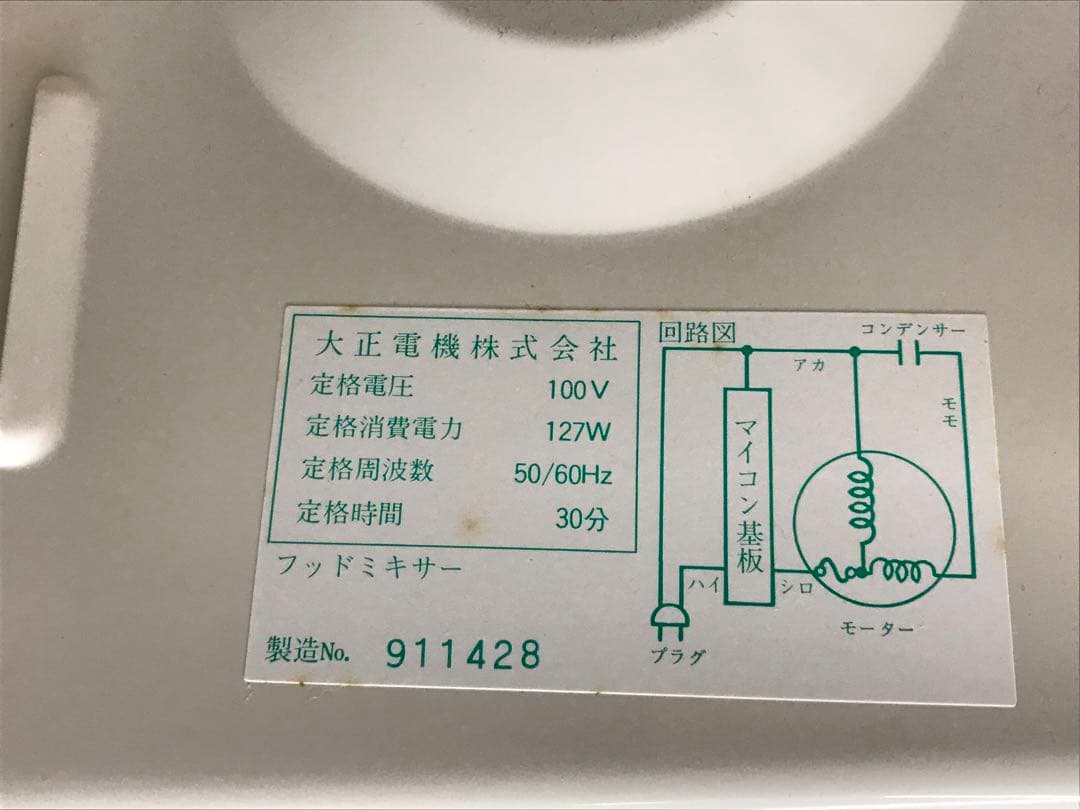 大正電機株式会社
定格電圧 100V
定格消費電力 127W
定格周波数 50/60Hz
定格時間 30分
フッドミキサー
製造No. 911428
回路図
コンデンサー
アカ
モモ
マイコン基板
ハイ
シロ
モーター
プラグ